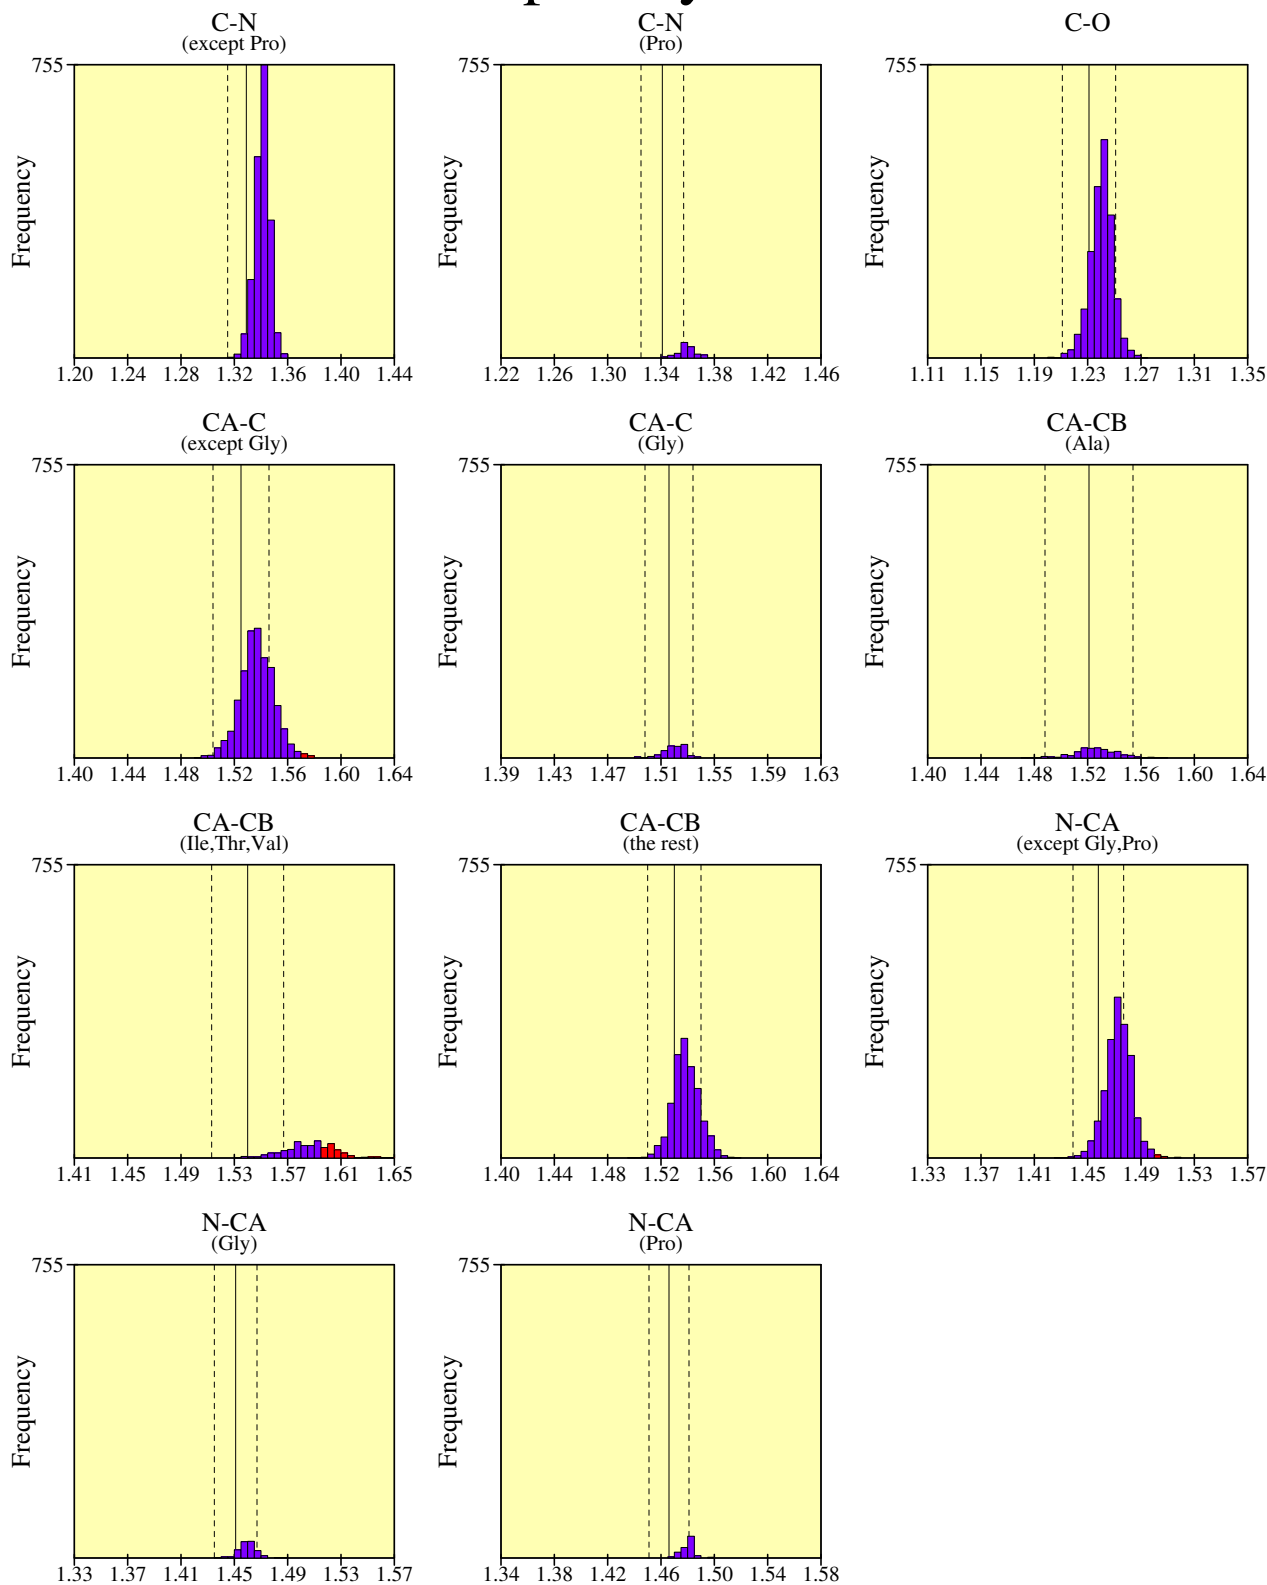 C-N
(except Pro)
755
Frequency
1.20 1.24 1.28 1.32 1.36 1.40 1.44
C-N
(Pro)
755
Frequency
1.22 1.26 1.30 1.34 1.38 1.42 1.46
C-O
755
Frequency
1.11 1.15 1.19 1.23 1.27 1.31 1.35
CA-C
(except Gly)
755
Frequency
1.40 1.44 1.48 1.52 1.56 1.60 1.64
CA-C
(Gly)
755
Frequency
1.39 1.43 1.47 1.51 1.55 1.59 1.63
CA-CB
(Ala)
755
Frequency
1.40 1.44 1.48 1.52 1.56 1.60 1.64
CA-CB
(Ile,Thr,Val)
755
Frequency
1.41 1.45 1.49 1.53 1.57 1.61 1.65
CA-CB
(the rest)
755
Frequency
1.40 1.44 1.48 1.52 1.56 1.60 1.64
N-CA
(except Gly,Pro)
755
Frequency
1.33 1.37 1.41 1.45 1.49 1.53 1.57
N-CA
(Gly)
755
Frequency
1.33 1.37 1.41 1.45 1.49 1.53 1.57
N-CA
(Pro)
755
Frequency
1.34 1.38 1.42 1.46 1.50 1.54 1.58